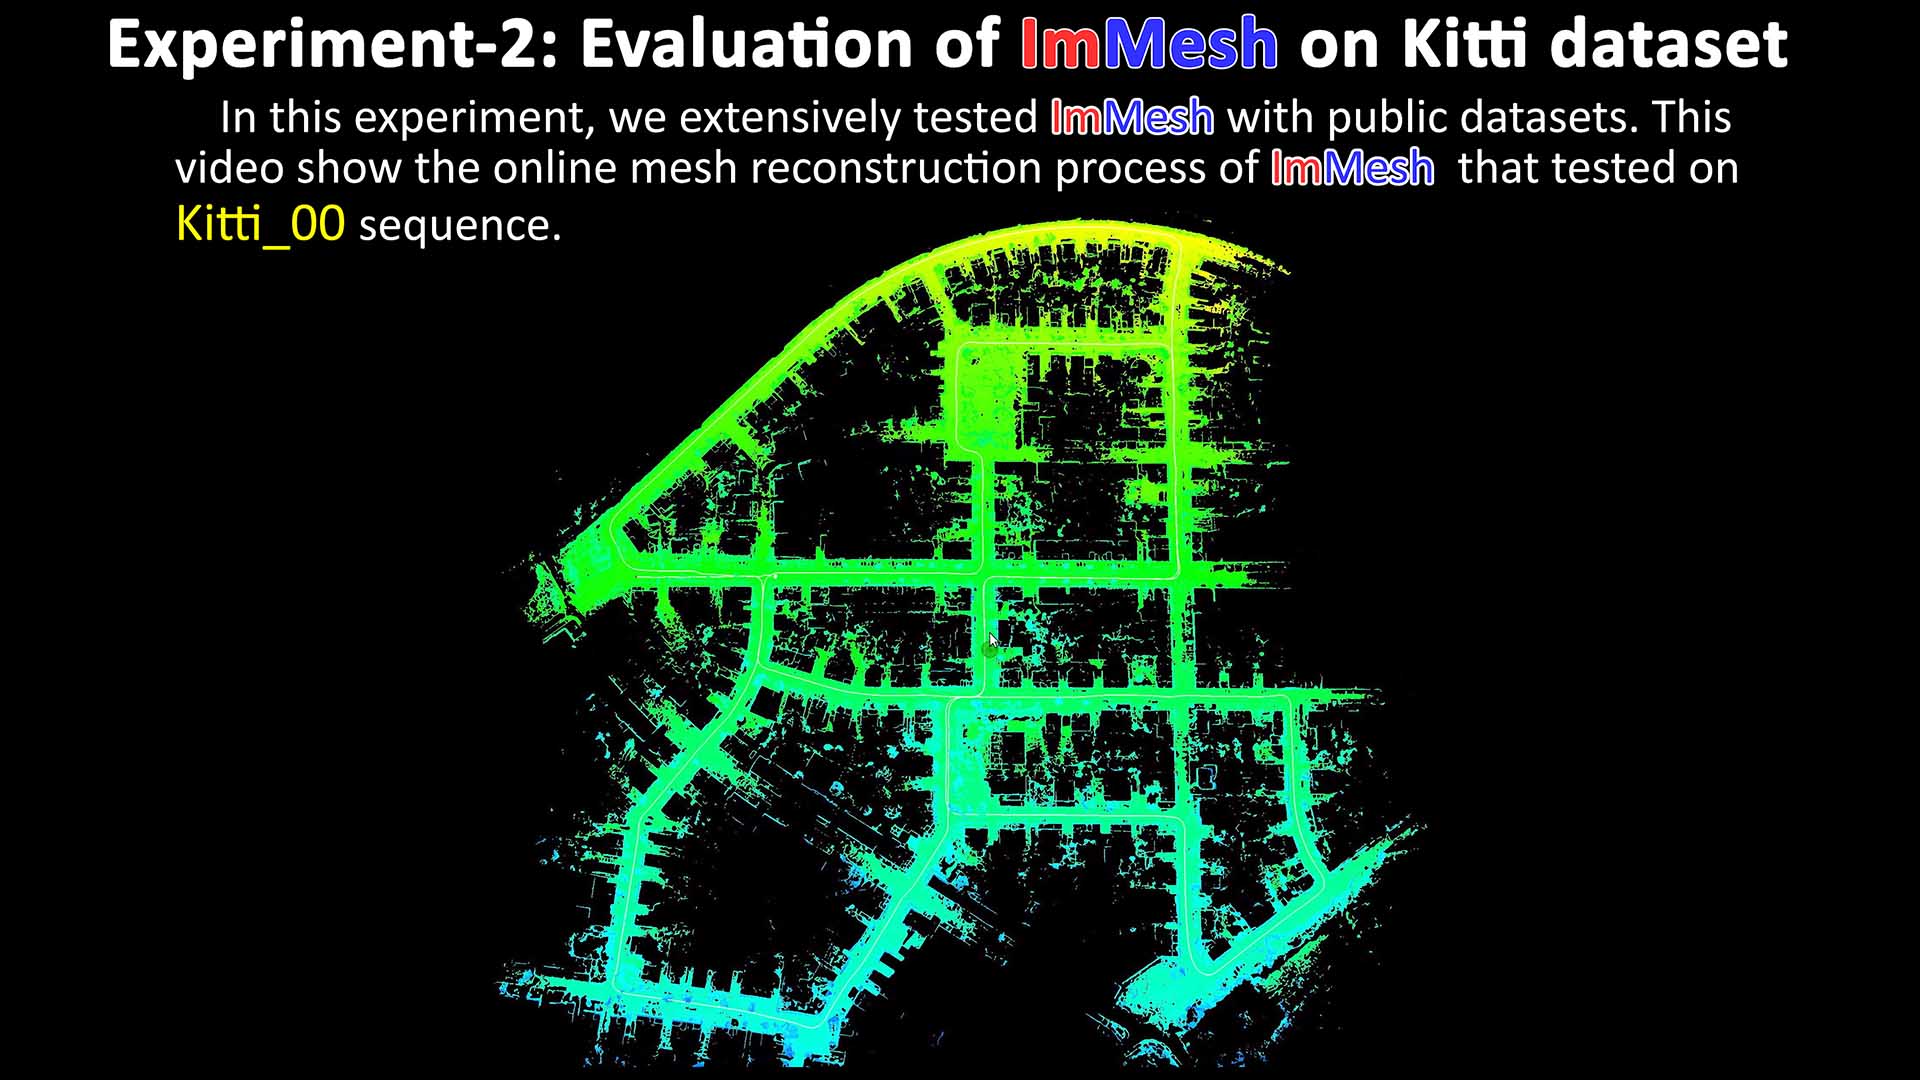 Experiment-2: Evaluation of ImMesh on Kitti dataset
In this experiment, we extensively tested ImMesh with public datasets. This
video show the online mesh reconstruction process of ImMesh that tested on
Kitti_00 sequence.